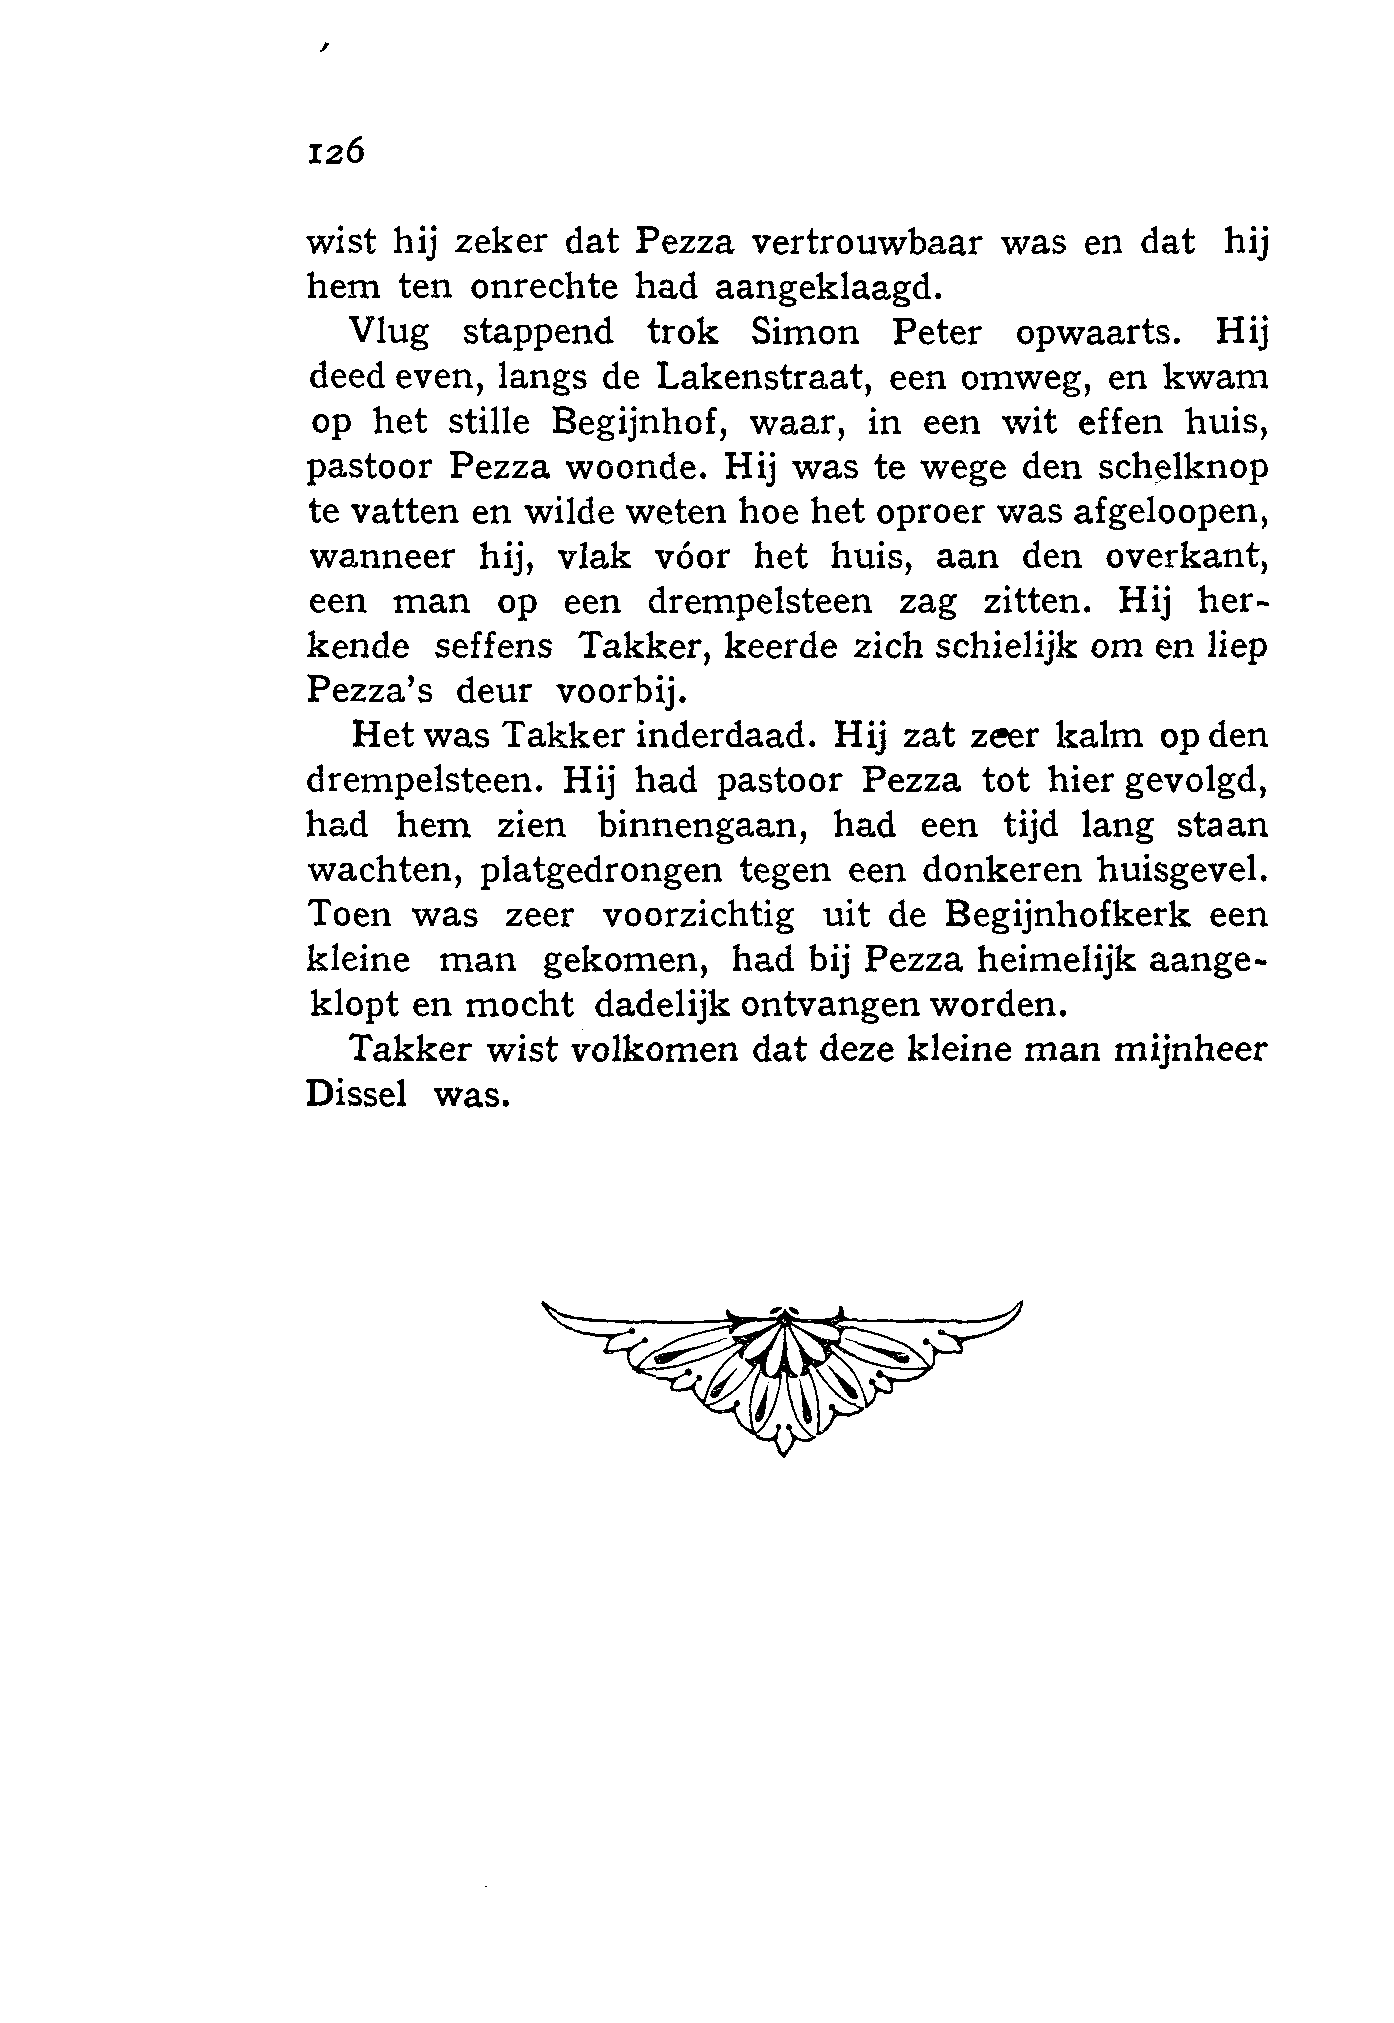 126
wist hij zeker dat Pezza vertrouwbaar was en dat hij
hem ten onrechte had aangeklaagd.
Vlug stappend trok Simon Peter opwaarts. Hij
deed even, langs de Lakenstraat, een omweg, en kwam
op het stille Begijnhof, waar, in een wit effen huis,
pastoor Pezza woonde. Hij was te wege den schelknop
te vatten en wilde weten hoe het oproer was afgeloopen,
wanneer hij, vlak vóor het huis, aan den overkant,
een man op een drempelsteen zag zitten. Hij her-
kende seffens Takker, keerde zich schielijk om en liep
Pezza's deur voorbij.
Het was Takker inderdaad. Hij zat zeer kalm op den
drempelsteen. Hij had pastoor Pezza tot hier gevolgd,
had hem zien binnengaan, had een tijd lang staan
wachten, platgedrongen tegen een donkeren huisgevel.
Toen was zeer voorzichtig uit de Begijnhofkerk een
kleine man gekomen, had bij Pezza heimelijk aange-
klopt en mocht dadelijk ontvangen worden.
Takker wist volkomen dat deze kleine man mijnheer
Dissel was.